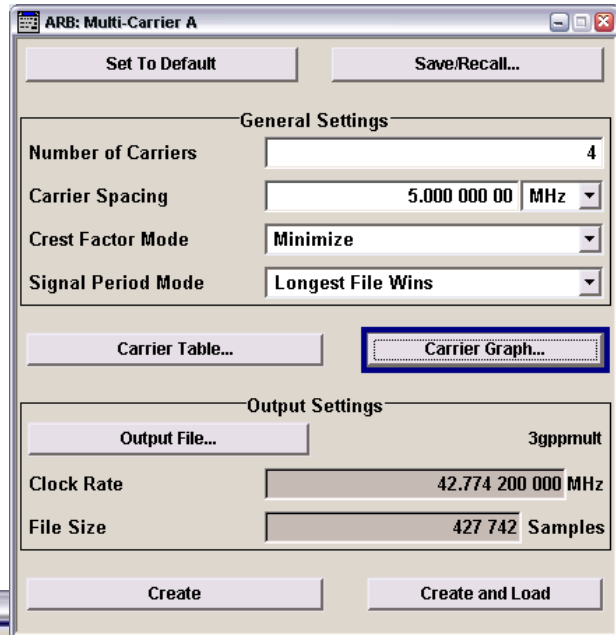 ARB: Multi-Carrier A
Set To Default Save/Recall...
General Settings
Number of Carriers 4
Carrier Spacing 5.000 000 00 MHz
Crest Factor Mode Minimize
Signal Period Mode Longest File Wins
Carrier Table... Carrier Graph...
Output Settings
Output File... 3gppmult
Clock Rate 42.774 200 000 MHz
File Size 427 742 Samples
Create Create and Load